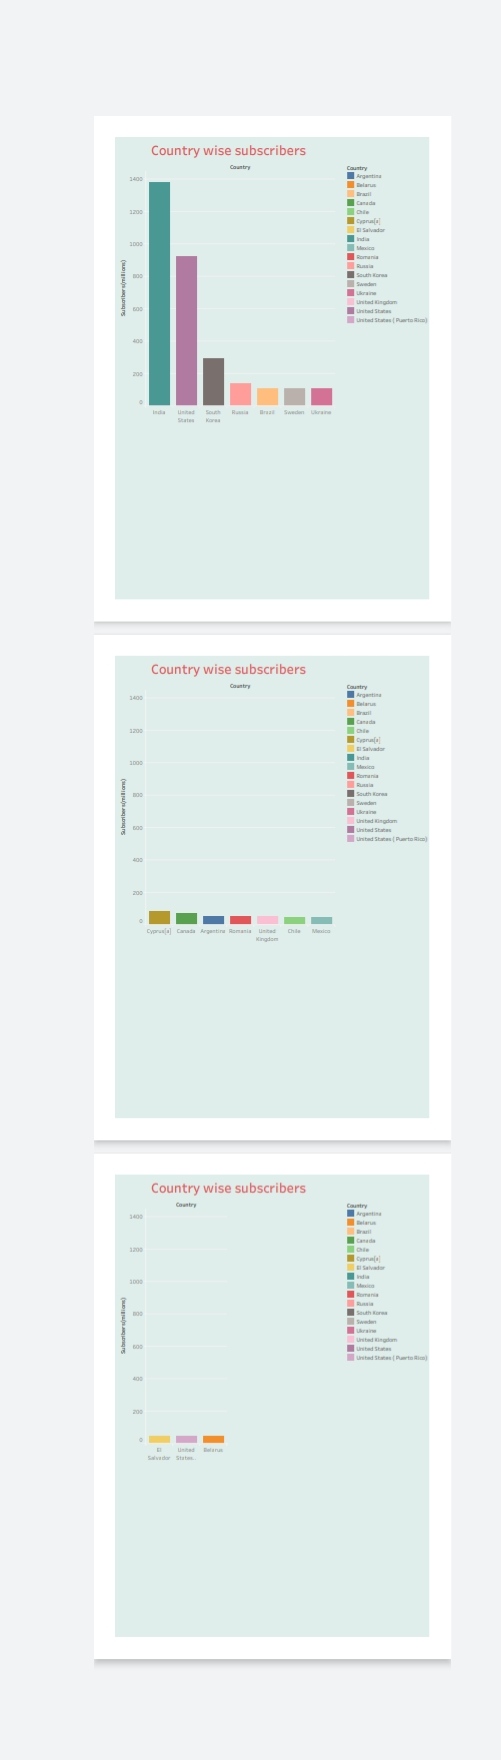 Country wise subscribers
Country
Subscribers(millions)
1400
1200
1000
800
600
400
200
0
India
United
States
South
Korea
Russia
Brazil
Sweden
Ukraine
Country
Argentina
Belarus
Brazil
Canada
Chile
Cyprus[a]
El Salvador
India
Mexico
Romania
Russia
South Korea
Sweden
Ukraine
United Kingdom
United States
United States ( Puerto Rico)
Country wise subscribers
Country
Subscribers(millions)
1400
1200
1000
800
600
400
200
0
Cyprus[a]
Canada
Argentina
Romania
United
Kingdom
Chile
Mexico
Country
Argentina
Belarus
Brazil
Canada
Chile
Cyprus[a]
El Salvador
India
Mexico
Romania
Russia
South Korea
Sweden
Ukraine
United Kingdom
United States
United States ( Puerto Rico)
Country wise subscribers
Country
Subscribers(millions)
1400
1200
1000
800
600
400
200
0
El
Salvador
United
States..
Belarus
Country
Argentina
Belarus
Brazil
Canada
Chile
Cyprus[a]
El Salvador
India
Mexico
Romania
Russia
South Korea
Sweden
Ukraine
United Kingdom
United States
United States ( Puerto Rico)